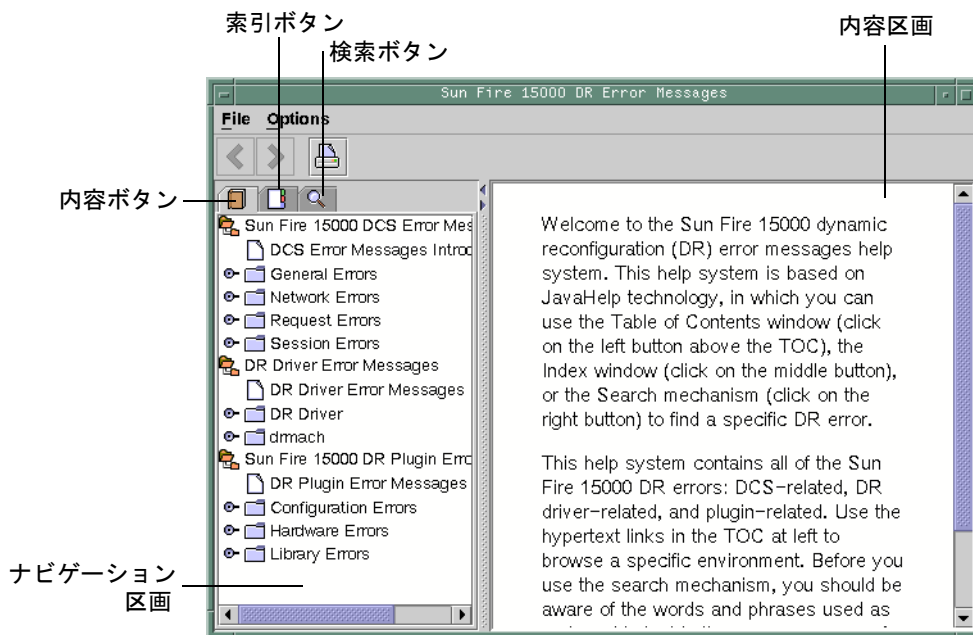 索引ボタン
検索ボタン
内容区画
内容ボタン
ナビゲーション
区画
Sun Fire 15000 DR Error Messages
File Options
Sun Fire 15000 DCS Error Mes
DCS Error Messages Introd
General Errors
Network Errors
Request Errors
Session Errors
DR Driver Error Messages
DR Driver Error Messages
DR Driver
drmach
Sun Fire 15000 DR Plugin Erro
DR Plugin Error Messages
Configuration Errors
Hardware Errors
Library Errors
Welcome to the Sun Fire 15000 dynamic
reconfiguration (DR) error messages help
system. This help system is based on
JavaHelp technology, in which you can
use the Table of Contents window (click
on the left button above the TOC), the
Index window (click on the middle button),
or the Search mechanism (click on the
right button) to find a specific DR error.
This help system contains all of the Sun
Fire 15000 DR errors: DCS-related, DR
driver-related, and plugin-related. Use the
hypertext links in the TOC at left to
browse a specific environment. Before you
use the search mechanism, you should be
aware of the words and phrases used as